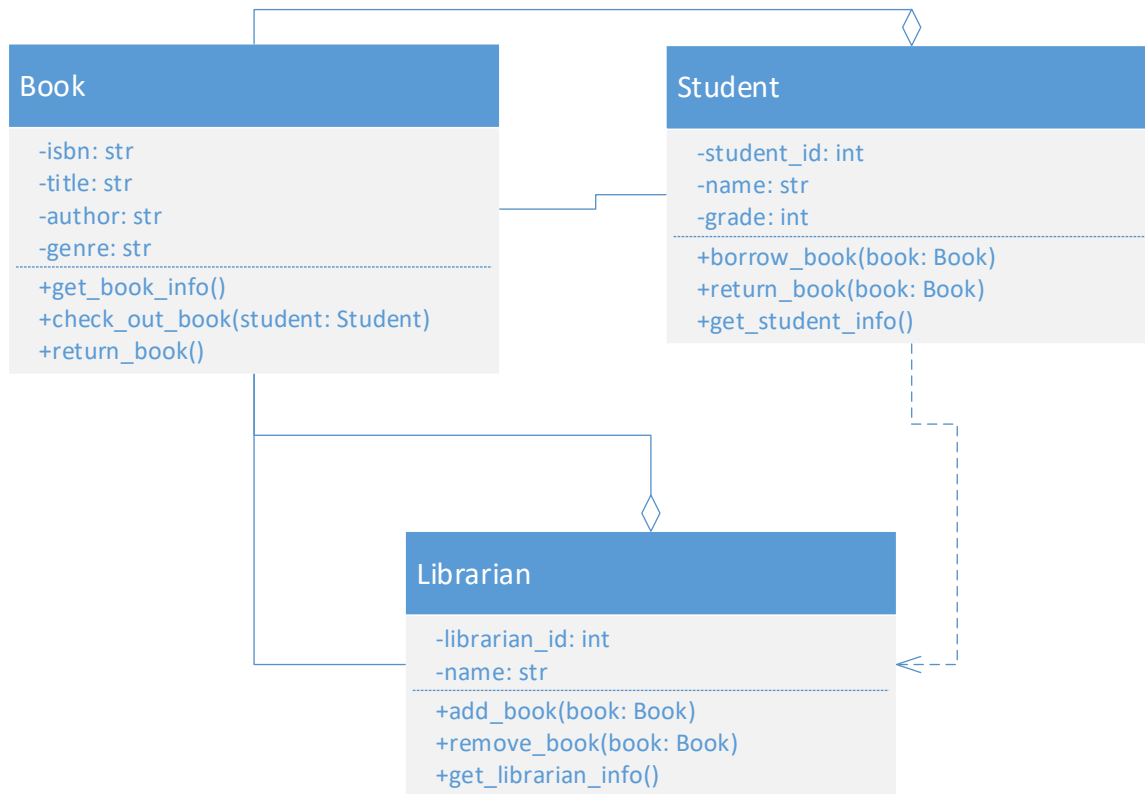 Book
-isbn: str
-title: str
-author: str
-genre: str
+get_book_info()
+check_out_book(student: Student)
+return_book()
Student
-student_id: int
-name: str
-grade: int
+borrow_book(book: Book)
+return_book(book: Book)
+get_student_info()
Librarian
-librarian_id: int
-name: str
+add_book(book: Book)
+remove_book(book: Book)
+get_librarian_info()